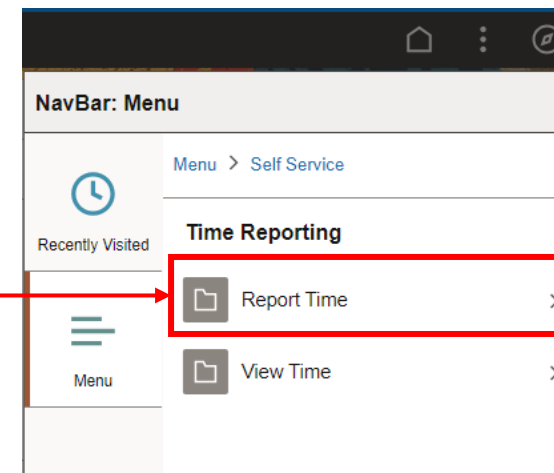 NavBar: Menu
Menu > Self Service
Recently Visited
Time Reporting
Report Time
Menu
View Time